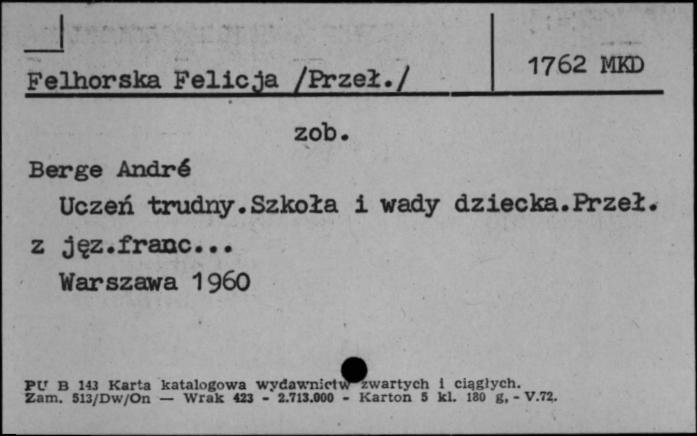 Felhorska Felicja /Przeł./
1762 MKD
zob.
Berge André
Uczeń trudny.Szkoła i wady dziecka.Przeł.
z jęz.franc...
Warszawa 1960
PU B 143 Karta katalogowa wydawnictw zwartych i ciągłych.
Zam. 513/Dw/On — Wrak 423 - 2.713.000 - Karton 5 kl. 180 g, - V.72.